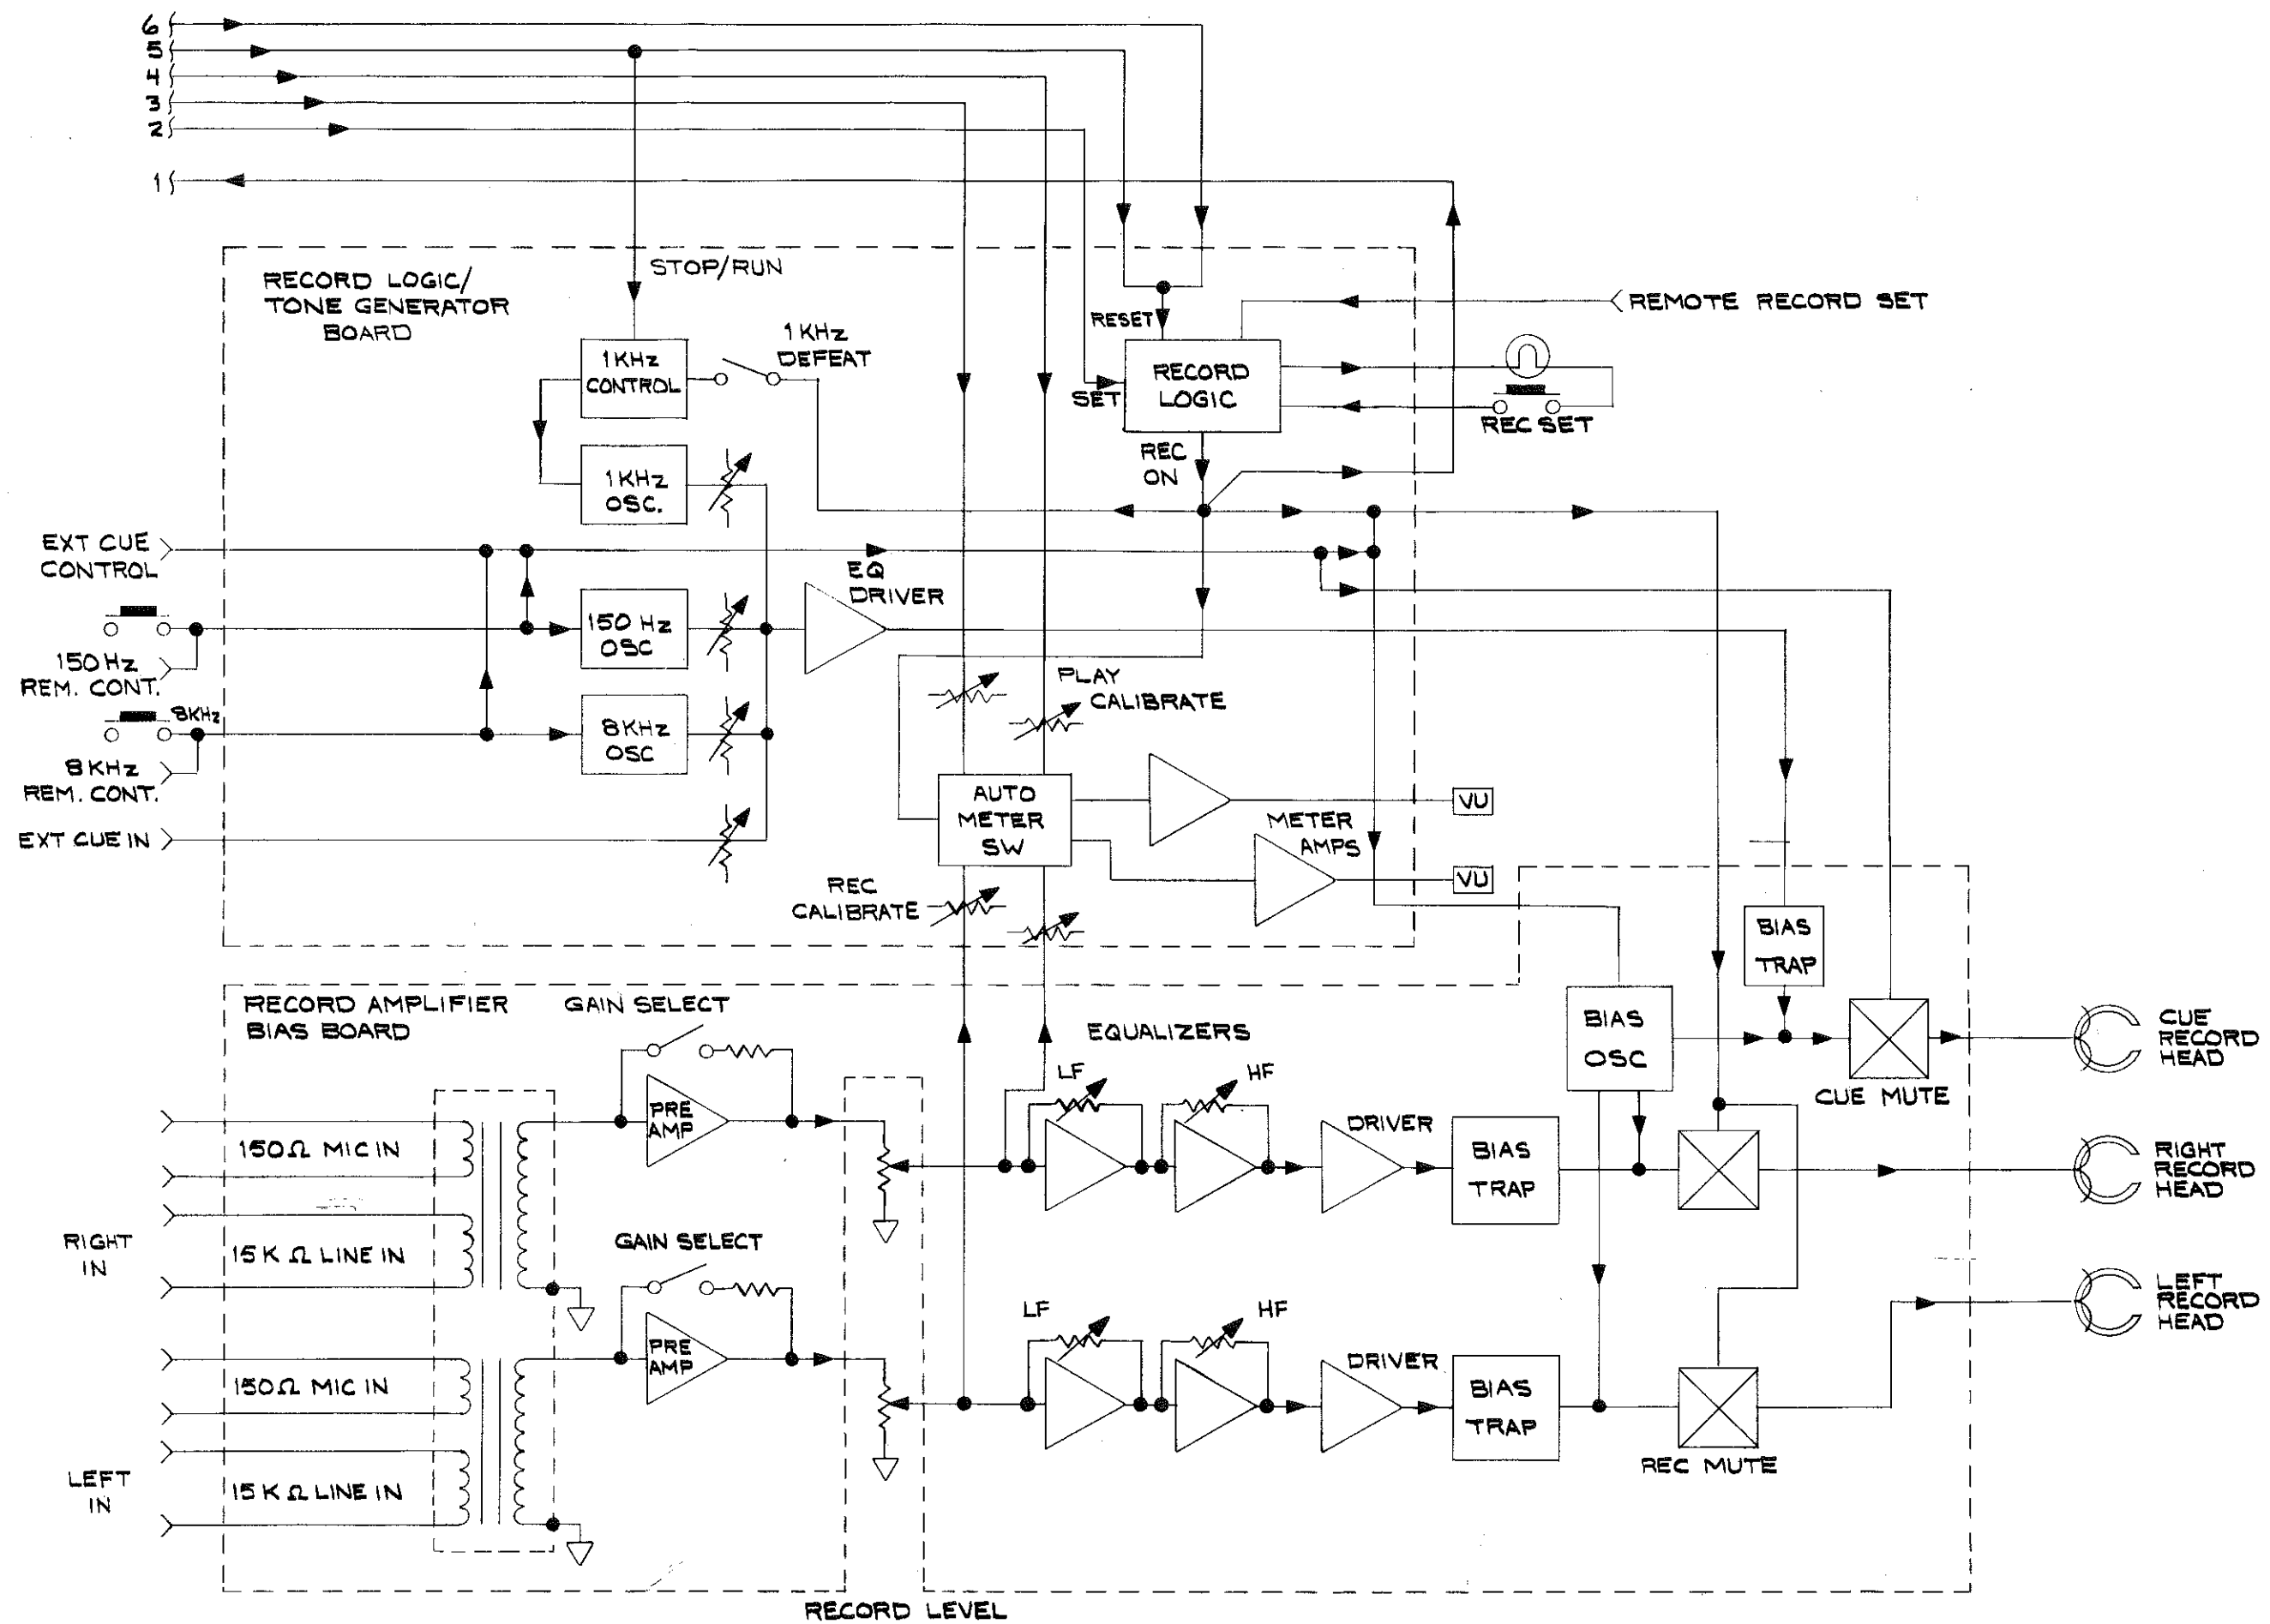 6
5
4
3
2
1
STOP/RUN
RECORD LOGIC/
TONE GENERATOR
BOARD
1KHz
DEFEAT
1KHz
CONTROL
1KHz
OSC.
RESET
SET
RECORD
LOGIC
REC
ON
REMOTE RECORD SET
REC SET
EXT CUE
CONTROL
150Hz
REM. CONT.
8KHz
8KHz
REM. CONT.
EXT CUE IN
150 Hz
OSC
8KHz
OSC
EQ
DRIVER
PLAY
CALIBRATE
AUTO
METER
SW
METER
AMPS
VU
VU
REC
CALIBRATE
BIAS
TRAP
RECORD AMPLIFIER
BIAS BOARD
GAIN SELECT
PRE
AMP
EQUALIZERS
LF
HF
DRIVER
BIAS
TRAP
BIAS
OSC
CUE MUTE
CUE
RECORD
HEAD
RIGHT
RECORD
HEAD
150Ω MIC IN
15K Ω LINE IN
RIGHT
IN
GAIN SELECT
PRE
AMP
LF
HF
DRIVER
BIAS
TRAP
REC MUTE
LEFT
RECORD
HEAD
150Ω MIC IN
15K Ω LINE IN
LEFT
IN
RECORD LEVEL